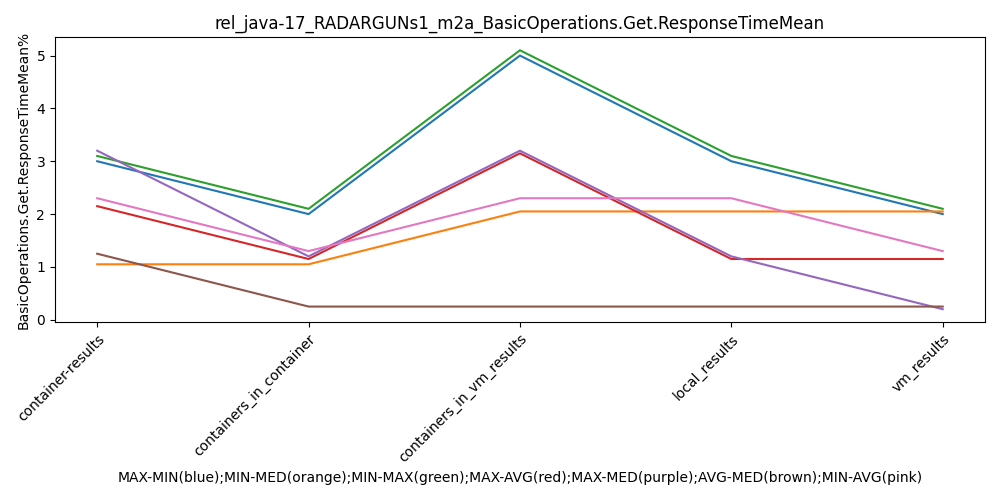 rel_java-17_RADARGUNs1_m2a_BasicOperations.Get.ResponseTimeMean
BasicOperations.Get.ResponseTimeMean%
5
4
3
2
1
0
container-results
containers_in_container
containers_in_vm_results
local_results
vm_results
MAX-MIN(blue);MIN-MED(orange);MIN-MAX(green);MAX-AVG(red);MAX-MED(purple);AVG-MED(brown);MIN-AVG(pink)